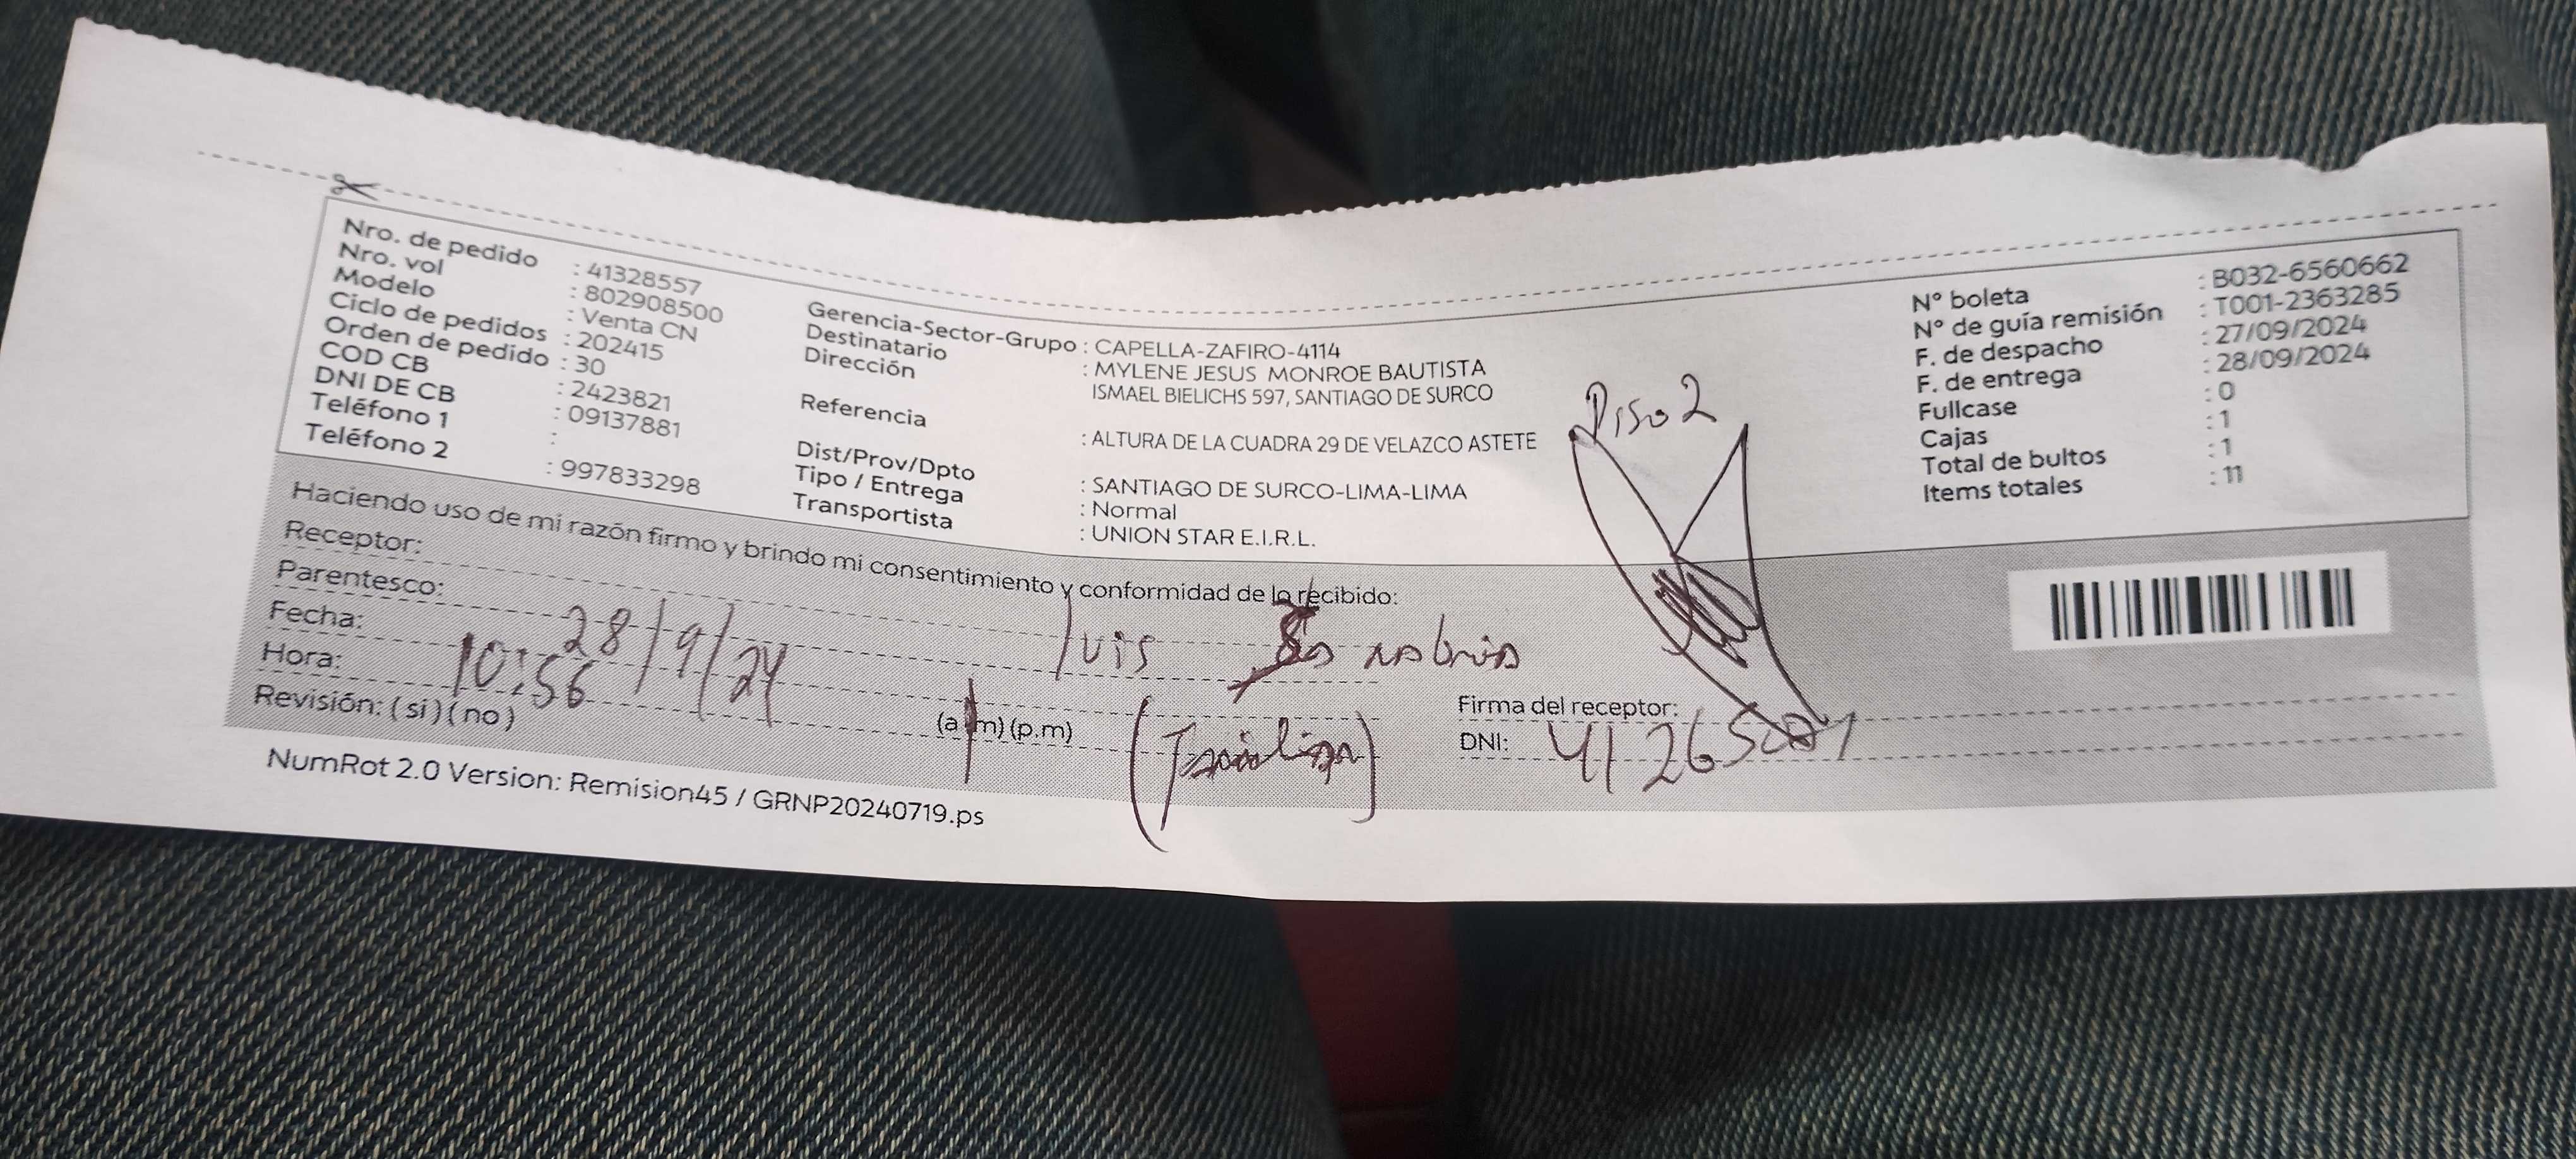 Nro. de pedido : 41328557
Nro. vol : 802908500
Modelo : Venta CN
Ciclo de pedidos : 202415
Orden de pedido : 30
COD CB : 2423821
DNI DE CB : 09137881
Teléfono 1 :
Teléfono 2 : 997833298
Gerencia-Sector-Grupo : CAPELLA-ZAFIRO-4114
Destinatario : MYLENE JESUS MONROE BAUTISTA
Dirección ISMAEL BIELICHS 597, SANTIAGO DE SURCO
Referencia : ALTURA DE LA CUADRA 29 DE VELAZCO ASTETE
Dist/Prov/Dpto : SANTIAGO DE SURCO-LIMA-LIMA
Tipo / Entrega : Normal
Transportista : UNION STAR E.I.R.L.
Piso 2
N° boleta : B032-6560662
N° de guía remisión : T001-2363285
F. de despacho : 27/09/2024
F. de entrega : 28/09/2024
Fullcase : 0
Cajas : 1
Total de bultos : 1
Items totales : 11
Haciendo uso de mi razón firmo y brindo mi consentimiento y conformidad de lo recibido:
Receptor: Luis
Parentesco:
Fecha: 28/9/24
Hora: 10:56 (a.m) (p.m)
Revisión: (si) (no)
Firma del receptor:
DNI: 41265
NumRot 2.0 Version: Remision45 / GRNP20240719.ps